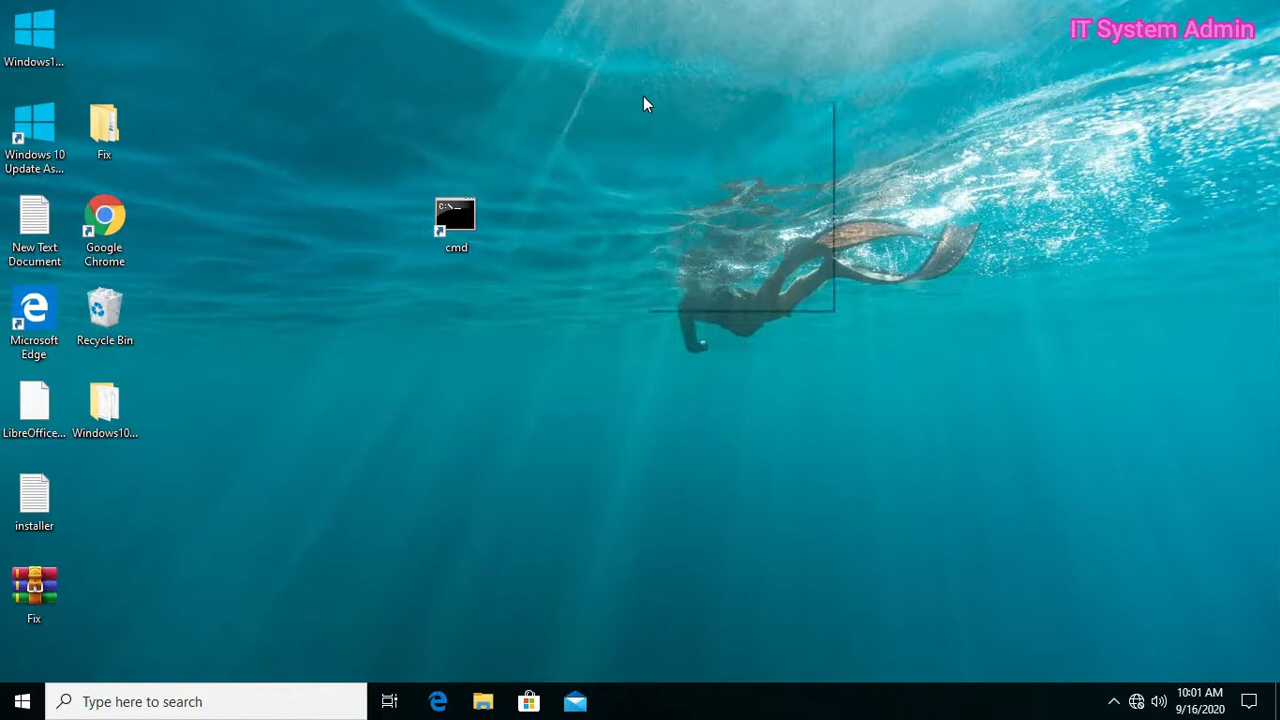 IT System Admin
Windows1...
Windows 10
Update As...
Fix
New Text
Document
Google
Chrome
C:\._
cmd
Microsoft
Edge
Recycle Bin
LibreOffice...
Windows10...
installer
Fix
Type here to search
10:01 AM
9/16/2020